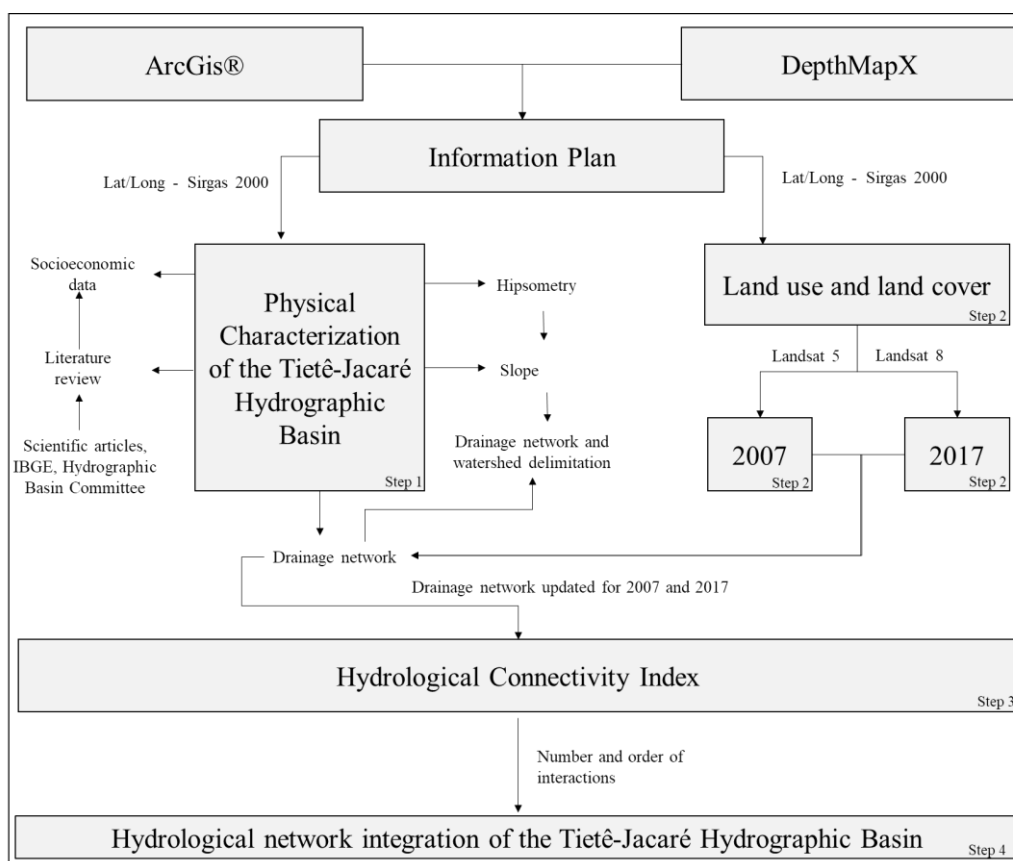 ArcGis®
DepthMapX
Information Plan
Lat/Long - Sirgas 2000
Lat/Long - Sirgas 2000
Socioeconomic
data
Literature
review
Scientific articles,
IBGE, Hydrographic
Basin Committee
Physical
Characterization
of the Tietê-Jacaré
Hydrographic
Basin
Step 1
Hipsometry
Slope
Drainage network and
watershed delimitation
Land use and land cover
Step 2
Landsat 5
Landsat 8
2007
Step 2
2017
Step 2
Drainage network
Drainage network updated for 2007 and 2017
Hydrological Connectivity Index
Step 3
Number and order of
interactions
Hydrological network integration of the Tietê-Jacaré Hydrographic Basin
Step 4